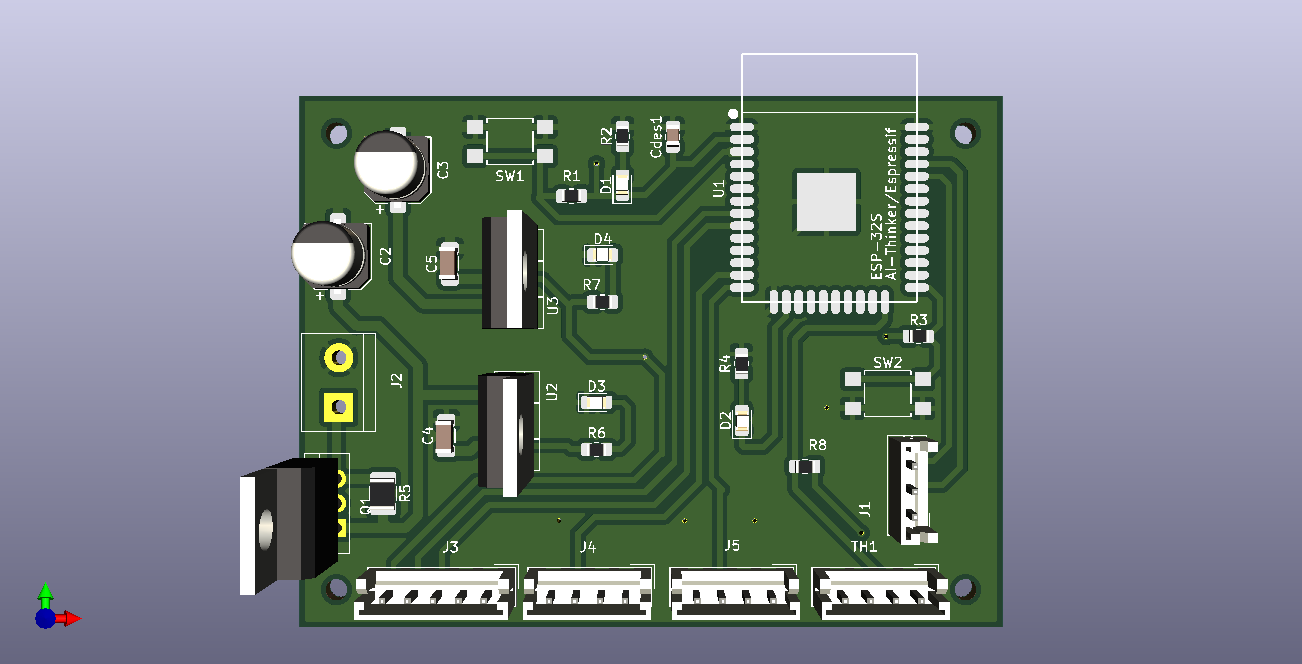 Cdes1
R2
C3
SW1
R1
D1
U1
+
ESP-32S
AI-Thinker/Espressif
D4
C2
C5
R7
+
U3
R3
R4
SW2
J2
D3
U2
D2
C4
R6
R8
R5
Q1
J1
J3
J4
J5
TH1